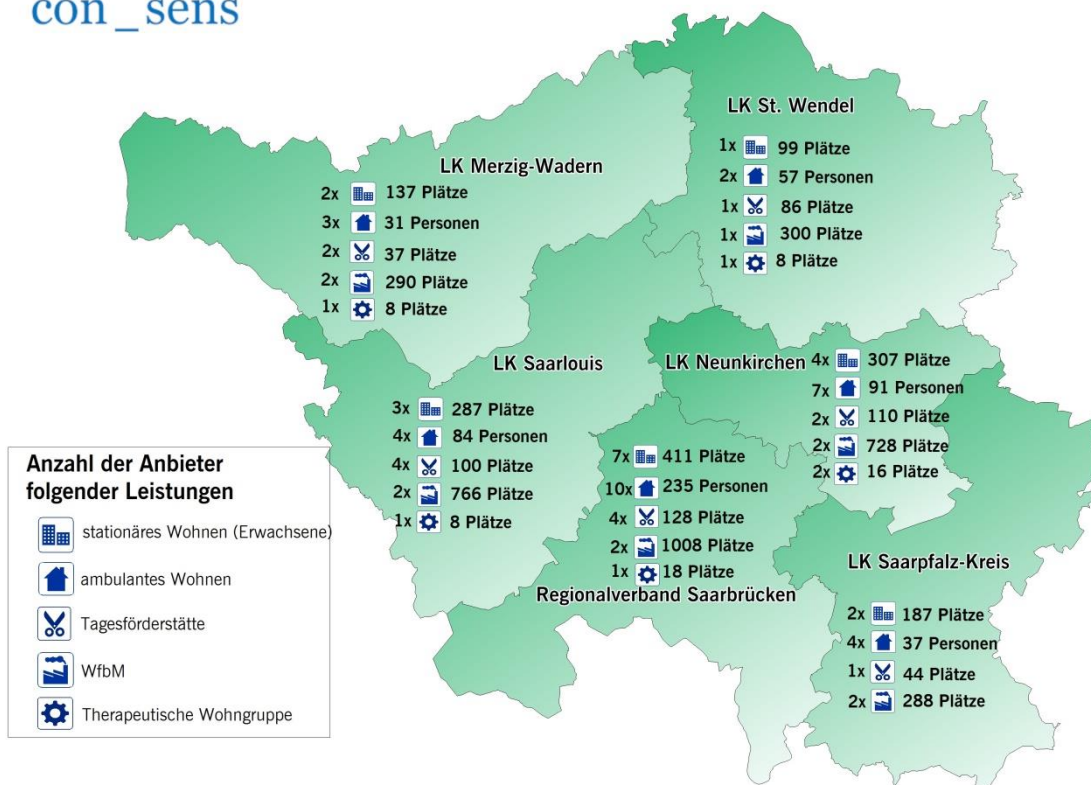 con_sens
LK St. Wendel
1x 99 Plätze
2x 57 Personen
1x 86 Plätze
1x 300 Plätze
1x 8 Plätze
LK Merzig-Wadern
2x 137 Plätze
3x 31 Personen
2x 37 Plätze
2x 290 Plätze
1x 8 Plätze
LK Saarlouis
3x 287 Plätze
4x 84 Personen
4x 100 Plätze
2x 766 Plätze
1x 8 Plätze
LK Neunkirchen
4x 307 Plätze
7x 91 Personen
2x 110 Plätze
2x 728 Plätze
2x 16 Plätze
7x 411 Plätze
10x 235 Personen
4x 128 Plätze
2x 1008 Plätze
1x 18 Plätze
Regionalverband Saarbrücken
LK Saarpfalz-Kreis
2x 187 Plätze
4x 37 Personen
1x 44 Plätze
2x 288 Plätze
Anzahl der Anbieter
folgender Leistungen
stationäres Wohnen (Erwachsene)
ambulantes Wohnen
Tagesförderstätte
WfbM
Therapeutische Wohngruppe